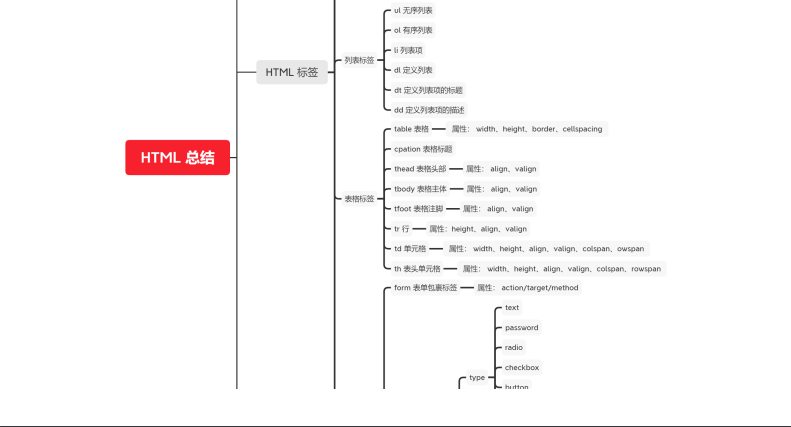 ul 无序列表
ol 有序列表
li 列表项
dl 定义列表
dt 定义列表项的标题
dd 定义列表项的描述
列表标签
HTML 标签
HTML 总结
table 表格 属性： width、height、border、cellspacing
cpation 表格标题
thead 表格头部 属性： align、valign
tbody 表格主体 属性： align、valign
tfoot 表格注脚 属性： align、valign
tr 行 属性：height、align、valign
td 单元格 属性： width、height、align、valign、colspan、owspan
th 表头单元格 属性： width、height、align、valign、colspan、rowspan
表格标签
form 表单包裹标签 属性： action/target/method
type
text
password
radio
checkbox
button